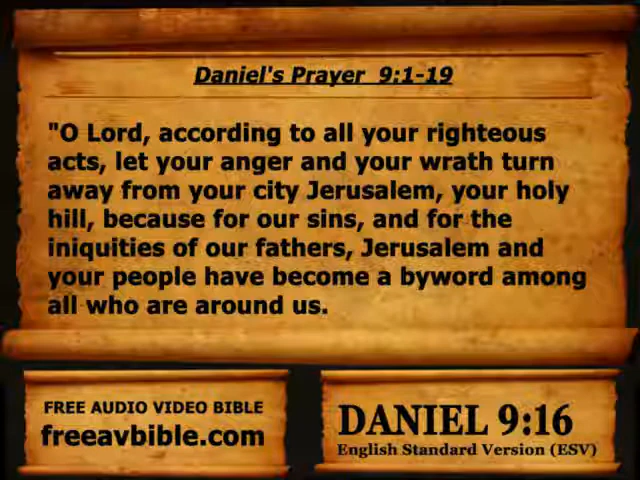 Daniel's Prayer 9:1-19
"O Lord, according to all your righteous
acts, let your anger and your wrath turn
away from your city Jerusalem, your holy
hill, because for our sins, and for the
iniquities of our fathers, Jerusalem and
your people have become a byword among
all who are around us.
FREE AUDIO VIDEO BIBLE
freeavbible.com
DANIEL 9:16
English Standard Version (ESV)